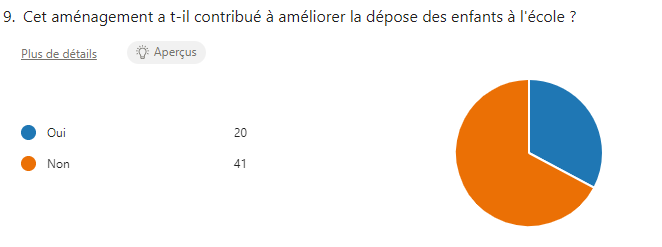 9. Cet aménagement a t-il contribué à améliorer la dépose des enfants à l'école ?
Plus de détails Aperçus
Oui 20
Non 41